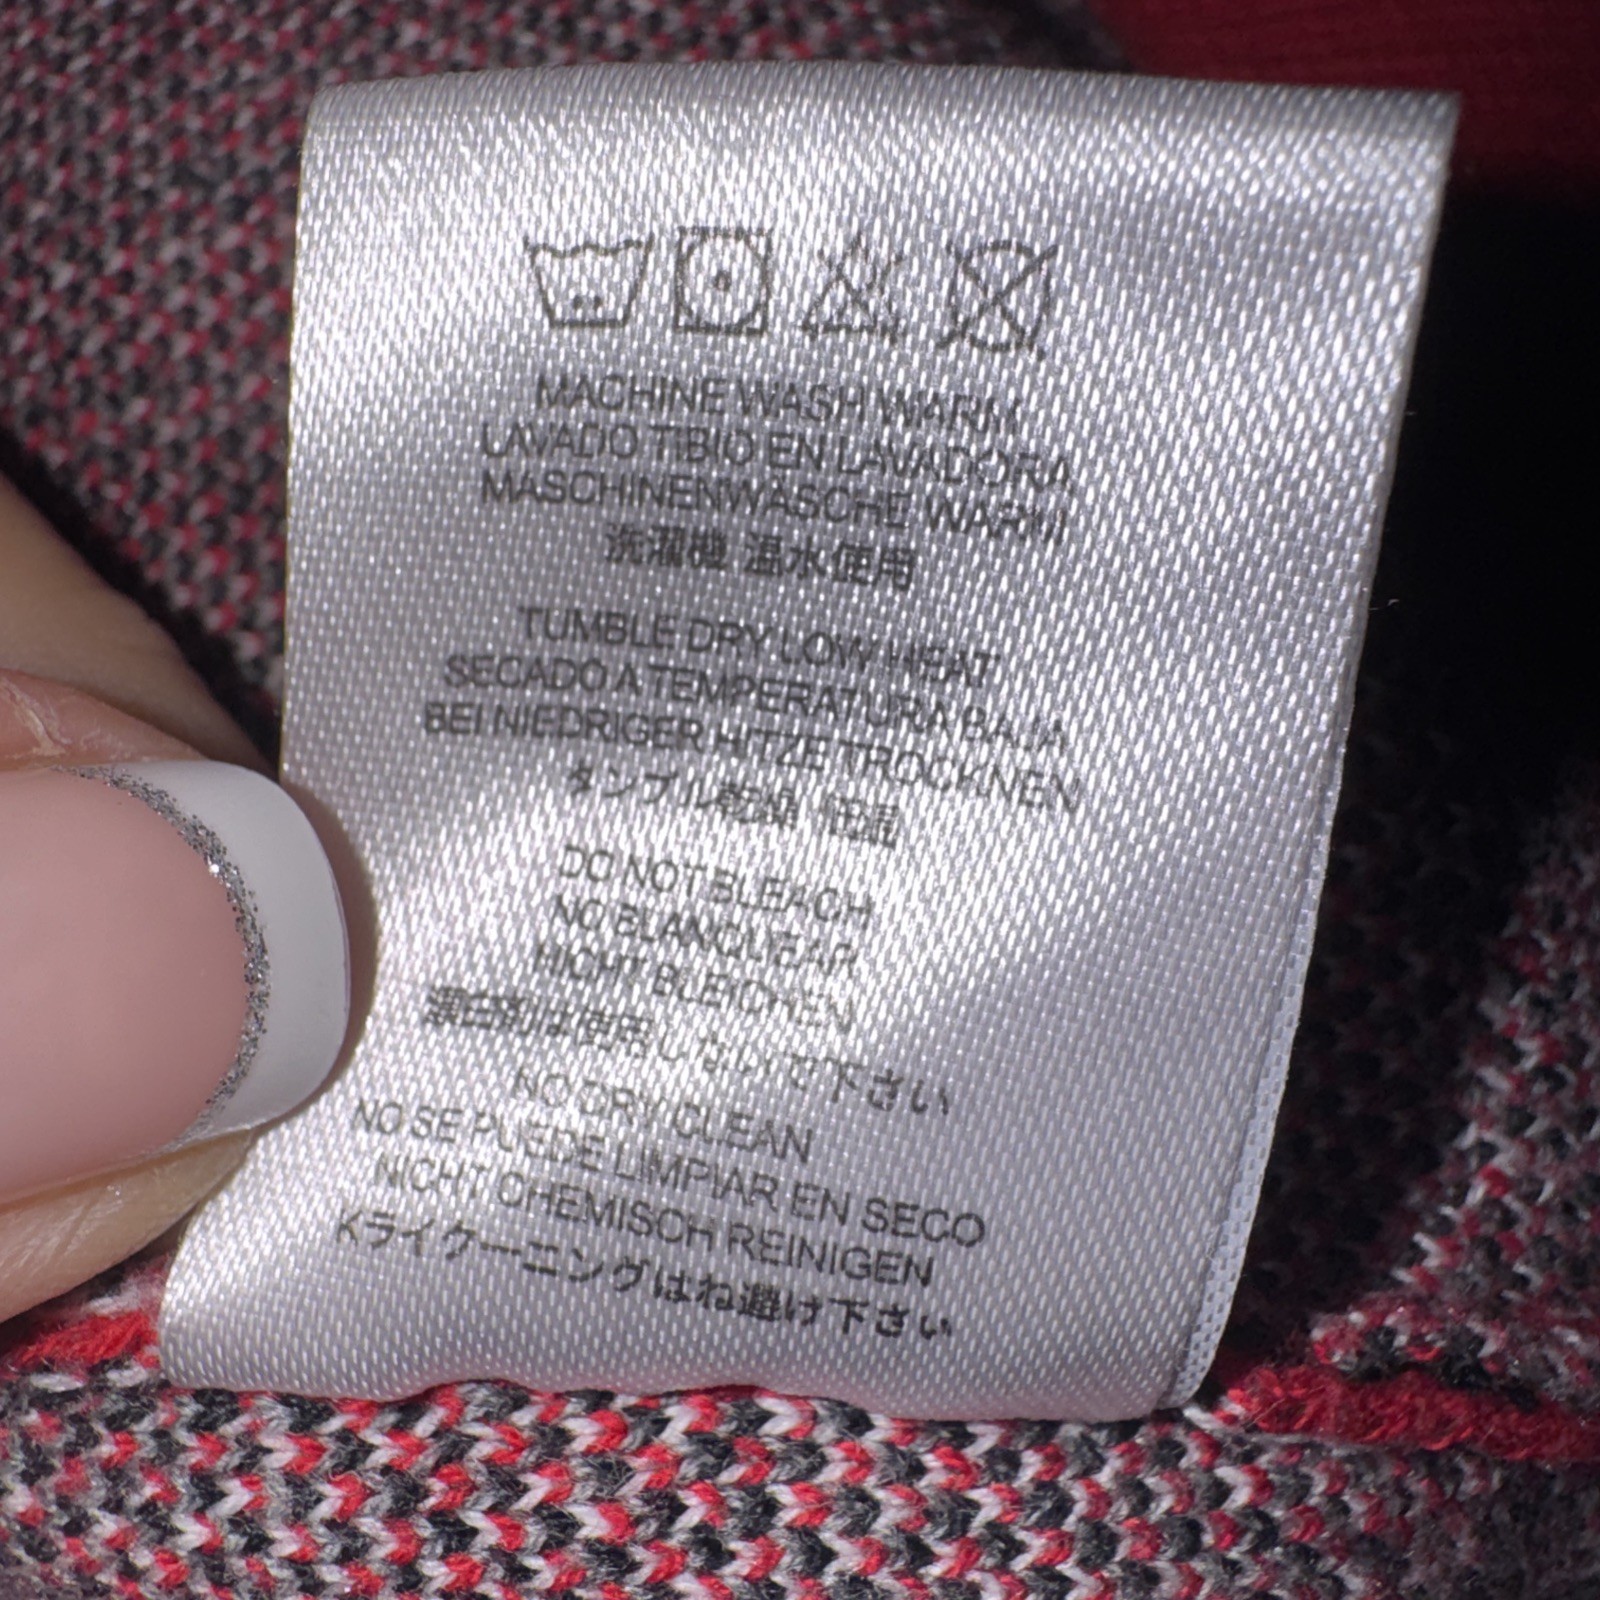 MACHINE WASH WARM
LAVADO TIBIO EN LAVADORA
MASCHINENWÄSCHE WARM
洗濯機 温水使用
TUMBLE DRY LOW HEAT
SECADO A TEMPERATURA BAJA
BEI NIEDRIGER HITZE TROCKNEN
タンブル乾燥 低温
DO NOT BLEACH
NO BLANQUEAR
NICHT BLEICHEN
漂白剤は使用しないで下さい
NO DRY CLEAN
NO SE PUEDE LIMPIAR EN SECO
NICHT CHEMISCH REINIGEN
Kライクーニングはね避け下さい